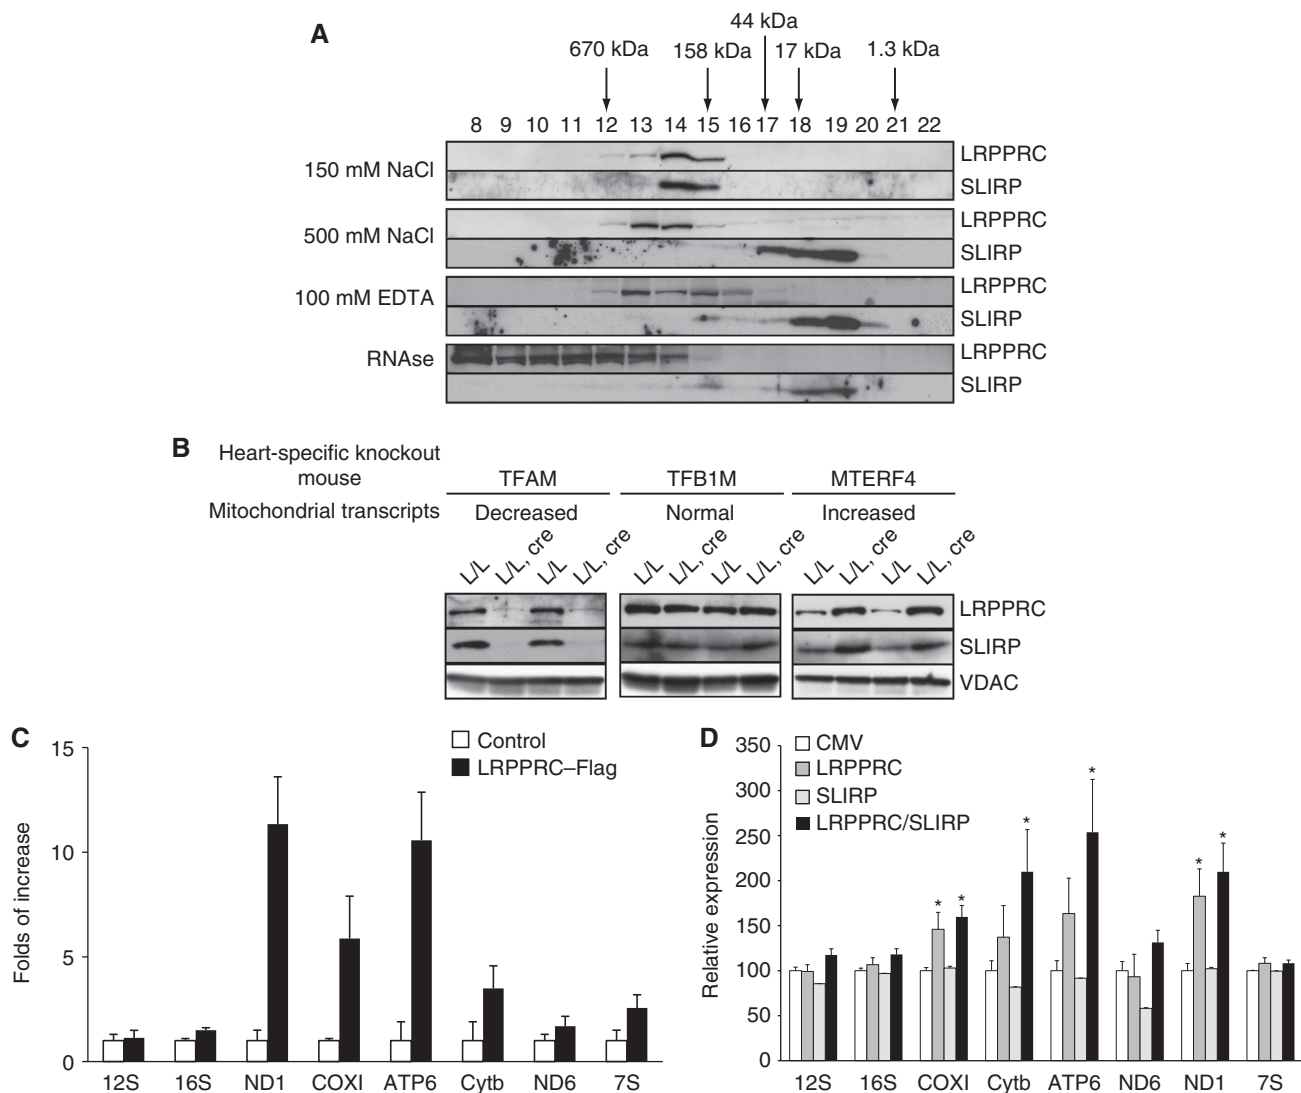 A
44 kDa
670 kDa 158 kDa 17 kDa 1.3 kDa
8 9 10 11 12 13 14 15 16 17 18 19 20 21 22
150 mM NaCl
LRPPRC
SLIRP
500 mM NaCl
LRPPRC
SLIRP
100 mM EDTA
LRPPRC
SLIRP
RNAse
LRPPRC
SLIRP
B
Heart-specific knockout
mouse
TFAM TFB1M MTERF4
Mitochondrial transcripts Decreased Normal Increased
L/L L/L, cre L/L L/L, cre L/L L/L, cre L/L L/L, cre L/L L/L, cre L/L L/L, cre
LRPPRC
SLIRP
VDAC
C
Folds of increase
15
10
5
0
Control
LRPPRC–Flag
12S 16S ND1 COXI ATP6 Cytb ND6 7S
D
Relative expression
350
300
250
200
150
100
50
0
CMV
LRPPRC
SLIRP
LRPPRC/SLIRP
* * * * * *
12S 16S COXI Cytb ATP6 ND6 ND1 7S